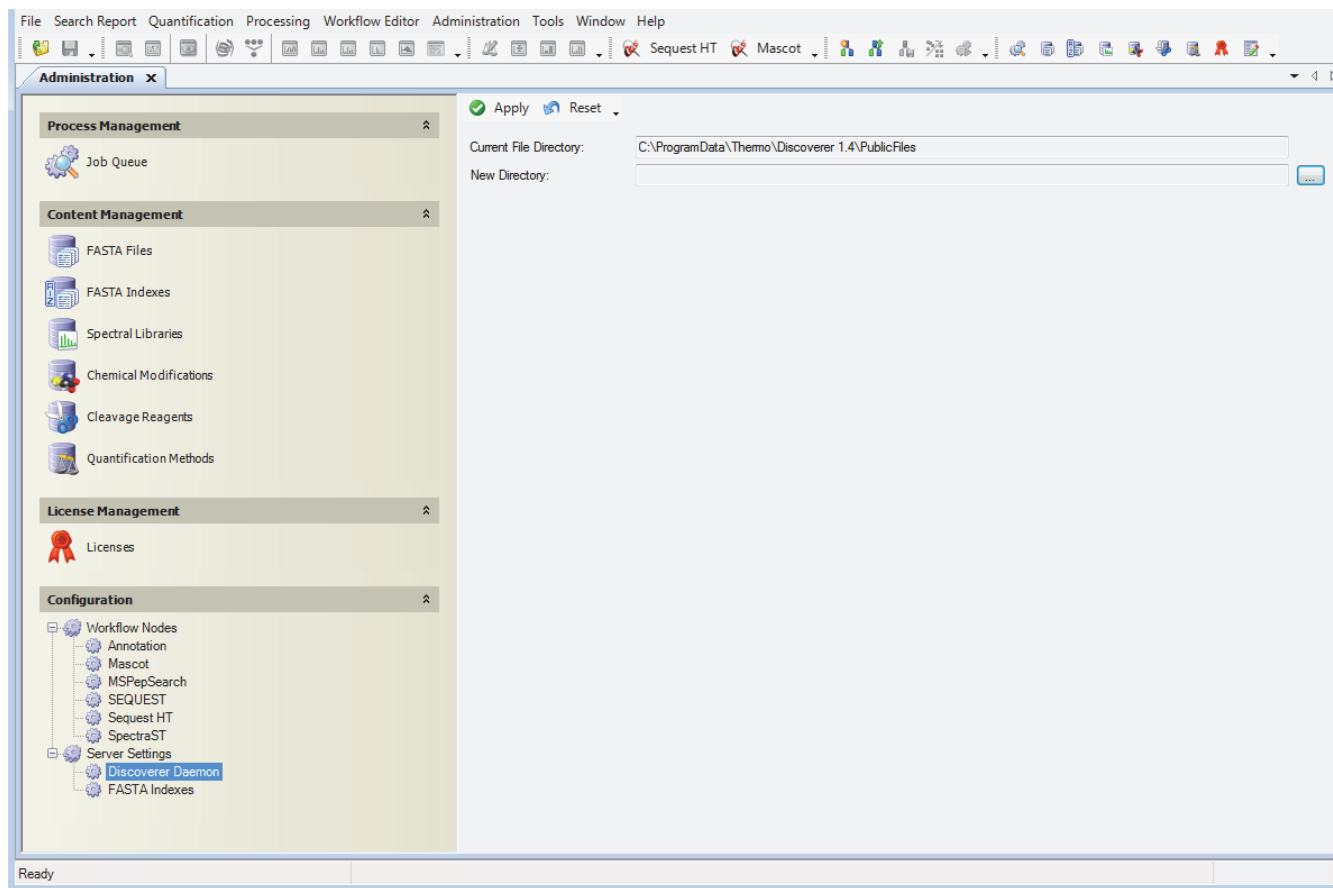 File Search Report Quantification Processing Workflow Editor Administration Tools Window Help
Sequest HT Mascot
Administration x
Process Management
Job Queue
Content Management
FASTA Files
FASTA Indexes
Spectral Libraries
Chemical Modifications
Cleavage Reagents
Quantification Methods
License Management
Licenses
Configuration
Workflow Nodes
Annotation
Mascot
MSPepSearch
SEQUEST
Sequest HT
SpectraST
Server Settings
Discoverer Daemon
FASTA Indexes
Apply Reset
Current File Directory: C:\ProgramData\Thermo\Discoverer 1.4\PublicFiles
New Directory: ...
Ready